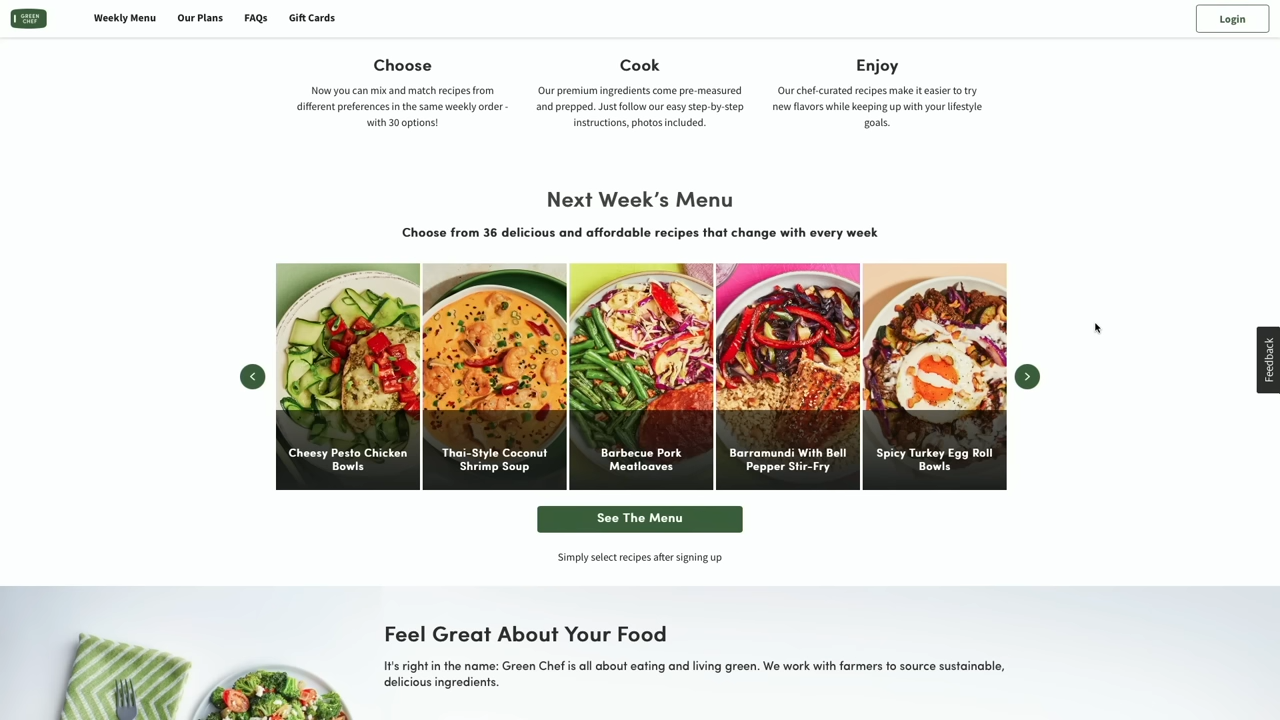 GREEN
CHEF
Weekly Menu
Our Plans
FAQs
Gift Cards
Login
Choose
Now you can mix and match recipes from
different preferences in the same weekly order -
with 30 options!
Cook
Our premium ingredients come pre-measured
and prepped. Just follow our easy step-by-step
instructions, photos included.
Enjoy
Our chef-curated recipes make it easier to try
new flavors while keeping up with your lifestyle
goals.
Next Week's Menu
Choose from 36 delicious and affordable recipes that change with every week
Cheesy Pesto Chicken
Bowls
Thai-Style Coconut
Shrimp Soup
Barbecue Pork
Meatloaves
Barramundi With Bell
Pepper Stir-Fry
Spicy Turkey Egg Roll
Bowls
Feedback
See The Menu
Simply select recipes after signing up
Feel Great About Your Food
It's right in the name: Green Chef is all about eating and living green. We work with farmers to source sustainable,
delicious ingredients.